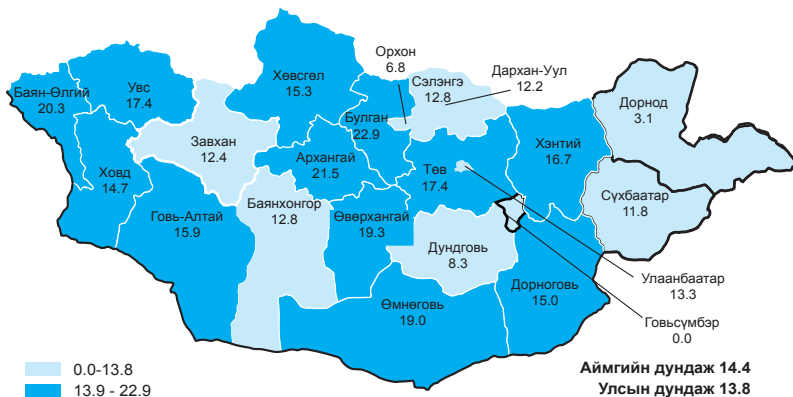 Баян-Өлгий
20.3
Увс
17.4
Хөвсгөл
15.3
Орхон
6.8
Сэлэнгэ
12.8
Дархан-Уул
12.2
Дорнод
3.1
Булган
22.9
Завхан
12.4
Ховд
14.7
Архангай
21.5
Төв
17.4
Хэнтий
16.7
Говь-Алтай
15.9
Баянхонгор
12.8
Өвөрхангай
19.3
Сүхбаатар
11.8
Дундговь
8.3
Өмнөговь
19.0
Дорноговь
15.0
Улаанбаатар
13.3
Говьсүмбэр
0.0
0.0-13.8
13.9 - 22.9
Аймгийн дундаж 14.4
Улсын дундаж 13.8